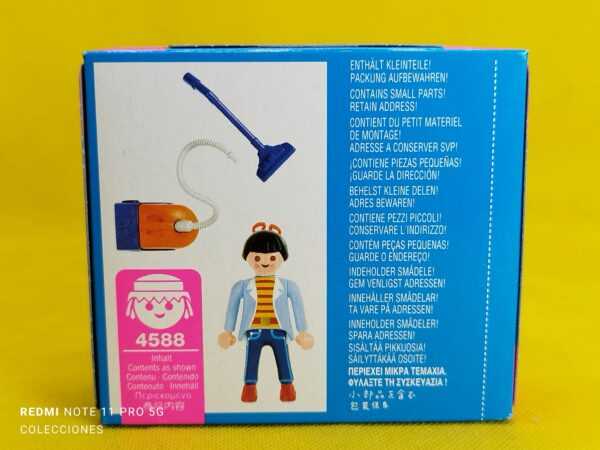 ENTHÄLT KLEINTEILE!
PACKUNG AUFBEWAHREN!
CONTAINS SMALL PARTS!
RETAIN ADDRESS!
CONTIENT DU PETIT MATERIEL
DE MONTAGE!
ADRESSE A CONSERVER SVP!
¡CONTIENE PIEZAS PEQUEÑAS!
¡GUARDE LA DIRECCIÓN!
BEHELST KLEINE DELEN!
ADRES BEWAREN!
CONTIENE PEZZI PICCOLI!
CONSERVARE L'INDIRIZZO!
CONTÉM PEÇAS PEQUENAS!
GUARDE O ENDEREÇO!
INDEHOLDER SMÅDELE!
GEM VENLIGST ADRESSEN!
INNEHÅLLER SMÅDELAR!
TA VARE PÅ ADRESSEN!
INNEHOLDER SMÅDELER!
SPARA ADRESSEN!
SISÄLTÄÄ PIKKUOSIA!
SÄILYTTÄKÄÄ OSOITE!
ΠΕΡΙΕΧΕΙ ΜΙΚΡΑ ΤΕΜΑΧΙΑ.
ΦΥΛΑΞΤΕ ΤΗ ΣΥΣΚΕΥΑΣΙΑ !
小部品
4588
Inhalt
Contents as shown
Contenu · Contenido
Contenuto · Innehåll
Περιεχομενο
REDMI NOTE 11 PRO 5G
COLECCIONES